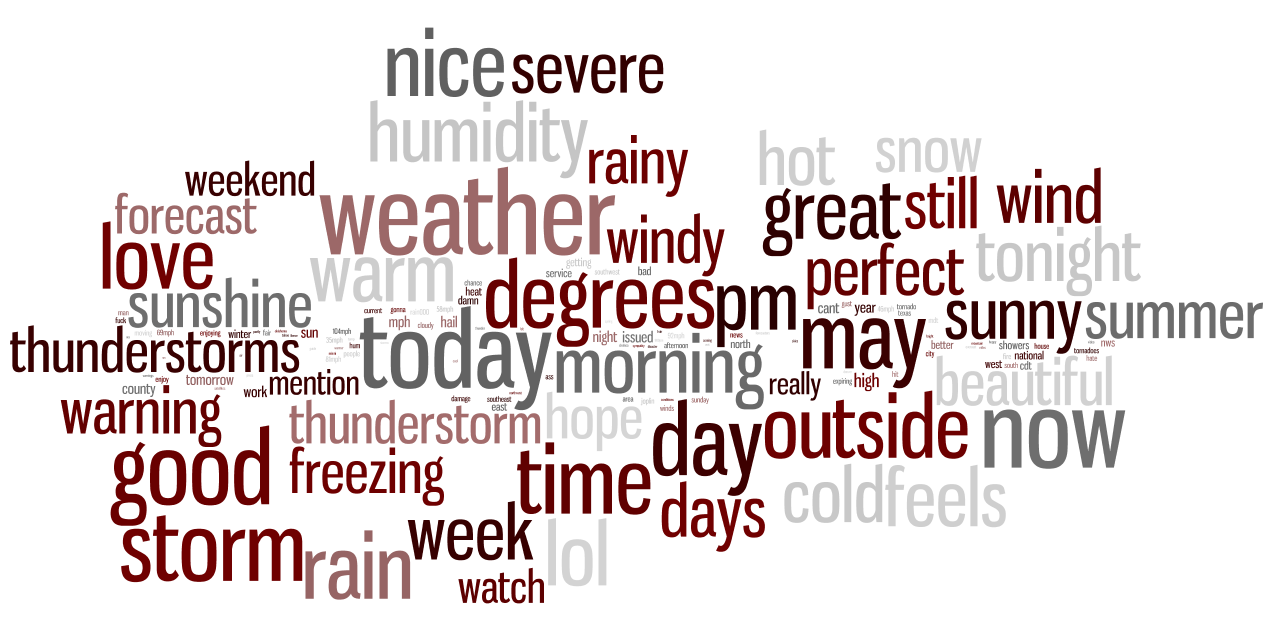 nice severe
humidity
rainy
hot snow
weekend
forecast weather great still wind
love windy
warm perfect tonight
getting
service southwest bad
chance
heat
damn
sunshine degrees pm
current gonna
cant just year tornado
texas
sunny summer
man
fuck
mph cloudy hail
may
69mph enjoying winter fair sun 104mph
thunderstorms today
night issued
news
north
afternoon
morning
better
city
showers house
national
nws
tornadoes
hate
west south cdt
hum
people
enjoy
county tomorrow
work mention
really
expiring high hit
beautiful
ass
damage southeast
east
area joplin
winds
sunday
warning
thunderstorm hope day outside now
good freezing time
days cold feels
storm rain week lol
watch